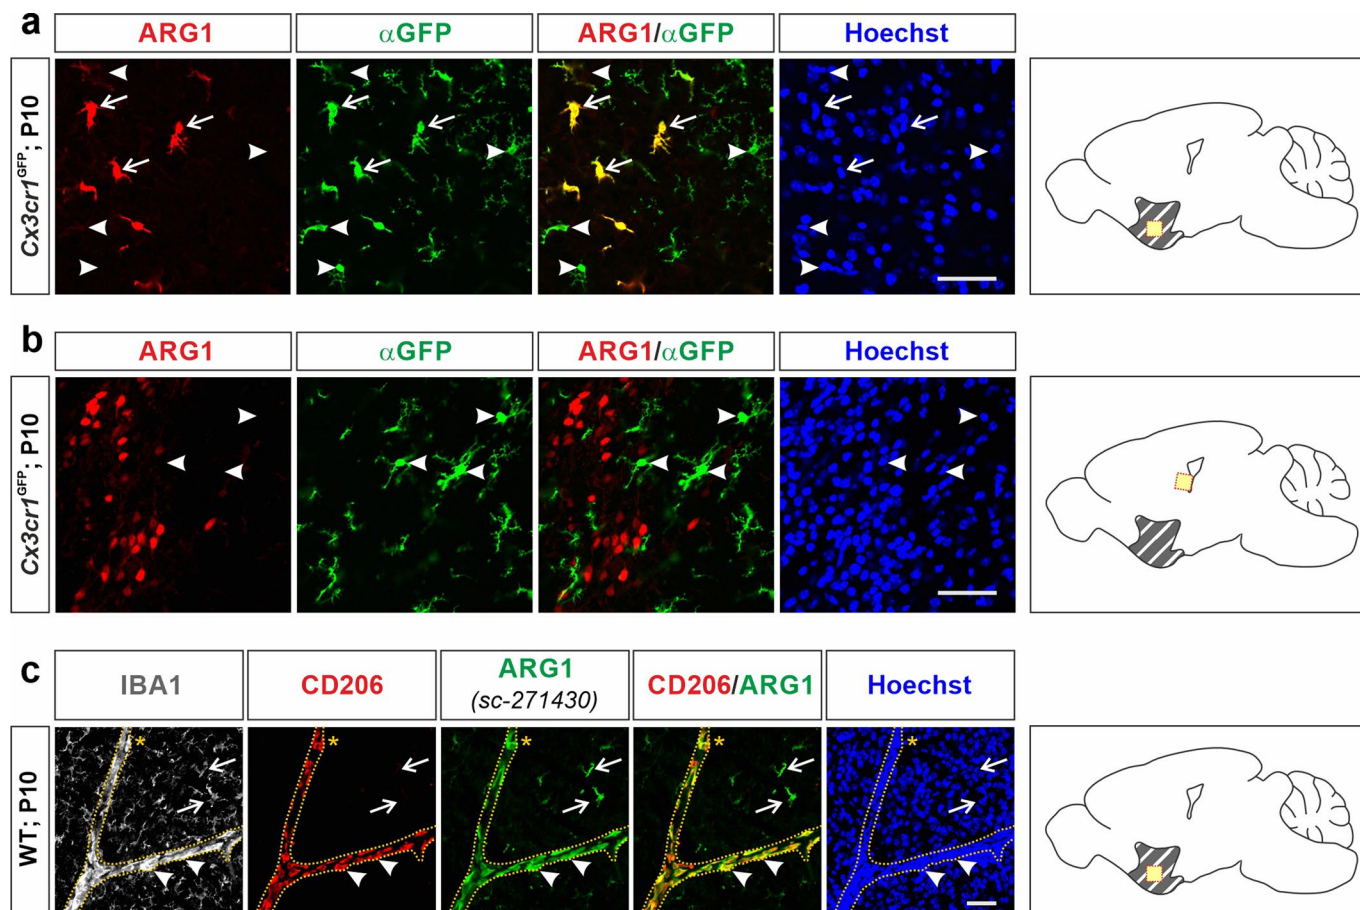 a
ARG1
αGFP
ARG1/αGFP
Hoechst
Cx3cr1GFP; P10
b
ARG1
αGFP
ARG1/αGFP
Hoechst
Cx3cr1GFP; P10
c
IBA1
CD206
ARG1
(sc-271430)
CD206/ARG1
Hoechst
WT; P10
*
*
*
*
*